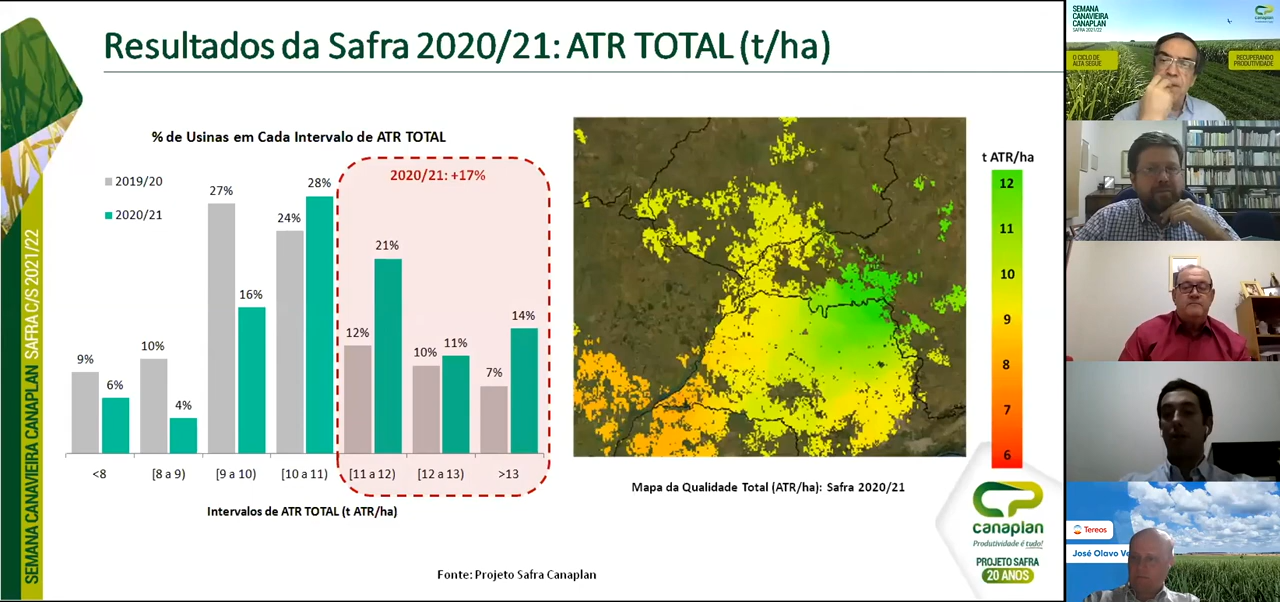 Resultados da Safra 2020/21: ATR TOTAL (t/ha)
% de Usinas em Cada Intervalo de ATR TOTAL
2019/20
2020/21
2020/21: +17%
9%
6%
10%
4%
27%
16%
24%
28%
12%
21%
10%
11%
7%
14%
<8
[8 a 9)
[9 a 10)
[10 a 11)
[11 a 12)
[12 a 13)
>13
Intervalos de ATR TOTAL (t ATR/ha)
t ATR/ha
12
11
10
9
8
7
6
Mapa da Qualidade Total (ATR/ha): Safra 2020/21
Fonte: Projeto Safra Canaplan
canaplan
Produtividade é tudo!
PROJETO SAFRA
20 ANOS
SEMANA CANAVIEIRA CANAPLAN SAFRA C/S 2021/22
SEMANA
CANAVIEIRA
CANAPLAN
SAFRA 2021/22
canaplan
O CICLO DE
ALTA SEGUE
RECUPERANDO
PRODUTIVIDADE
Tereos
José Olavo